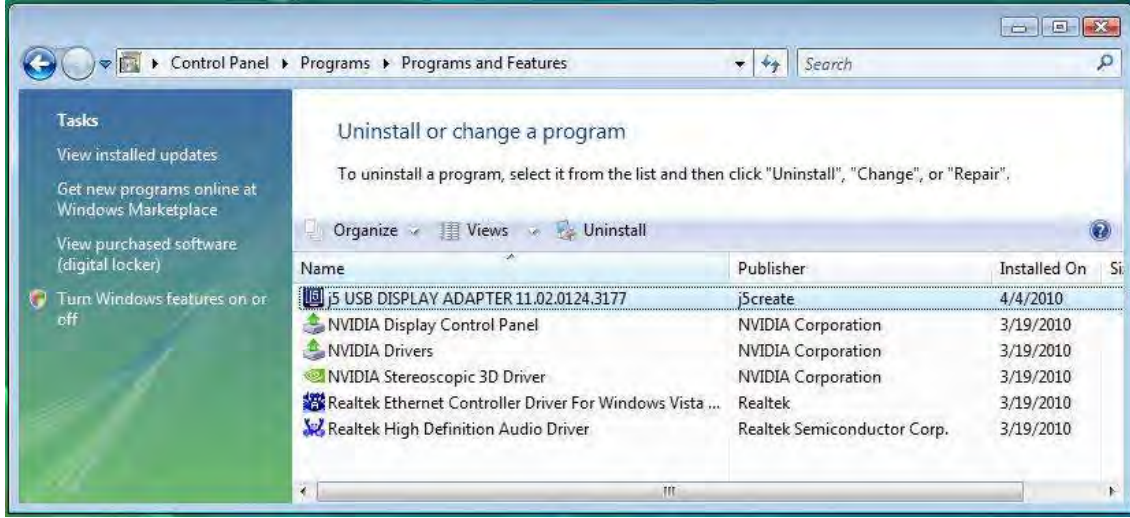 Control Panel Programs Programs and Features
Search
Tasks
View installed updates
Get new programs online at
Windows Marketplace
View purchased software
(digital locker)
Turn Windows features on or
off
Uninstall or change a program
To uninstall a program, select it from the list and then click "Uninstall", "Change", or "Repair".
Organize Views Uninstall
Name Publisher Installed On Si
j5 USB DISPLAY ADAPTER 11.02.0124.3177 j5create 4/4/2010
NVIDIA Display Control Panel NVIDIA Corporation 3/19/2010
NVIDIA Drivers NVIDIA Corporation 3/19/2010
NVIDIA Stereoscopic 3D Driver NVIDIA Corporation 3/19/2010
Realtek Ethernet Controller Driver For Windows Vista ... Realtek 3/19/2010
Realtek High Definition Audio Driver Realtek Semiconductor Corp. 3/19/2010